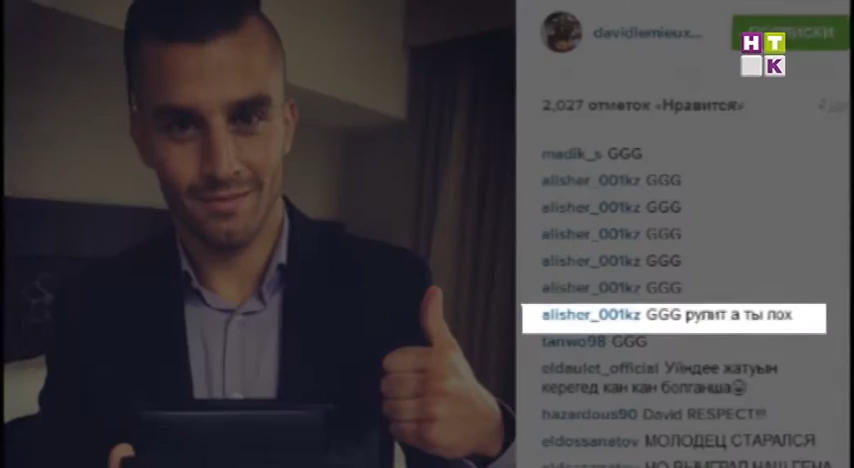 davidlemieux...
НТК
2,027 отметок «Нравится»
madik_s GGG
alisher_001kz GGG
alisher_001kz GGG
alisher_001kz GGG
alisher_001kz GGG
alisher_001kz GGG
alisher_001kz GGG рулит а ты лох
tanwo98 GGG
eldaulet_official Уйндее жатуын
керегед кан кан болганша😄
hazardous90 David RESPECT!!!
eldossanatov МОЛОДЕЦ СТАРАЛСЯ